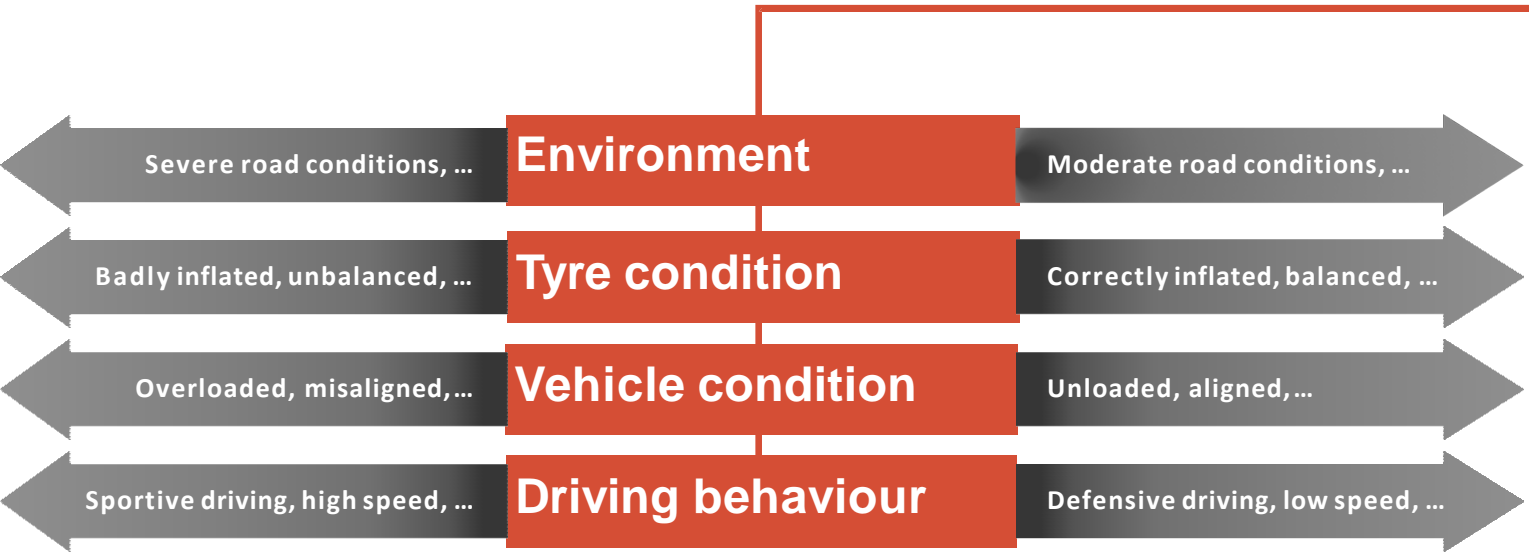 Severe road conditions, …
Environment
Moderate road conditions, …
Badly inflated, unbalanced, …
Tyre condition
Correctly inflated, balanced, …
Overloaded, misaligned,…
Vehicle condition
Unloaded, aligned,…
Sportive driving, high speed, …
Driving behaviour
Defensive driving, low speed, …